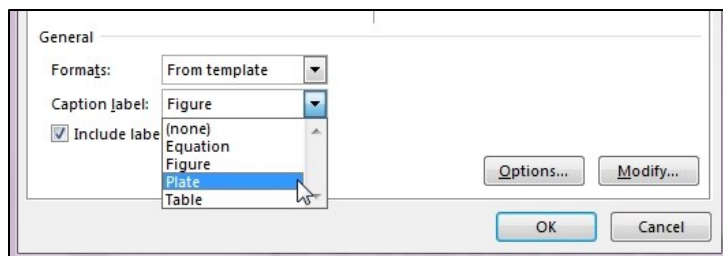 General
Formats: From template
Caption label: Figure
Include labe
(none)
Equation
Figure
Plate
Table
Options... Modify...
OK Cancel